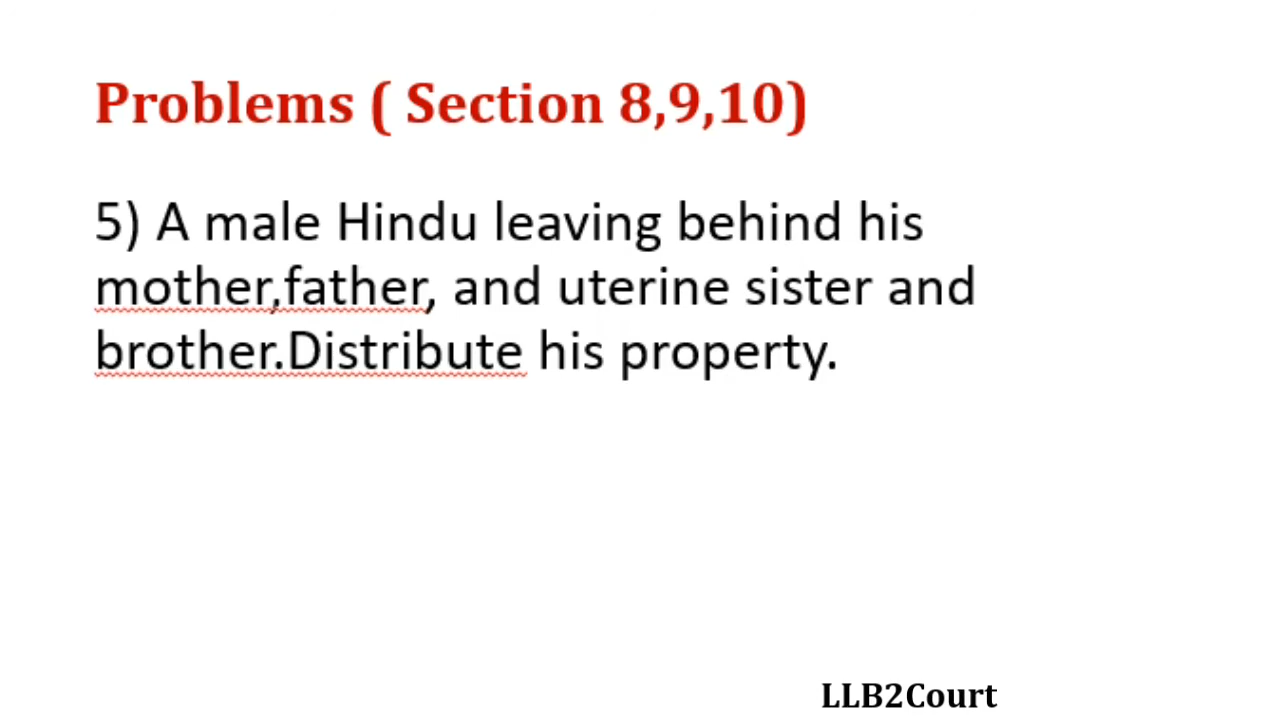 Problems ( Section 8,9,10)
5) A male Hindu leaving behind his
mother,father, and uterine sister and
brother.Distribute his property.
LLB2Court